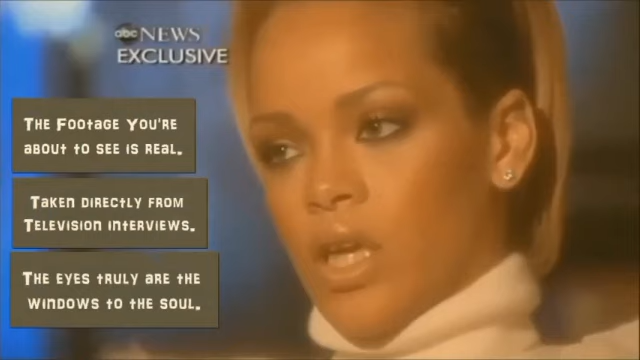 abc NEWS
EXCLUSIVE
The Footage You're
about to see is real.
Taken directly from
Television interviews.
The eyes truly are the
windows to the soul.